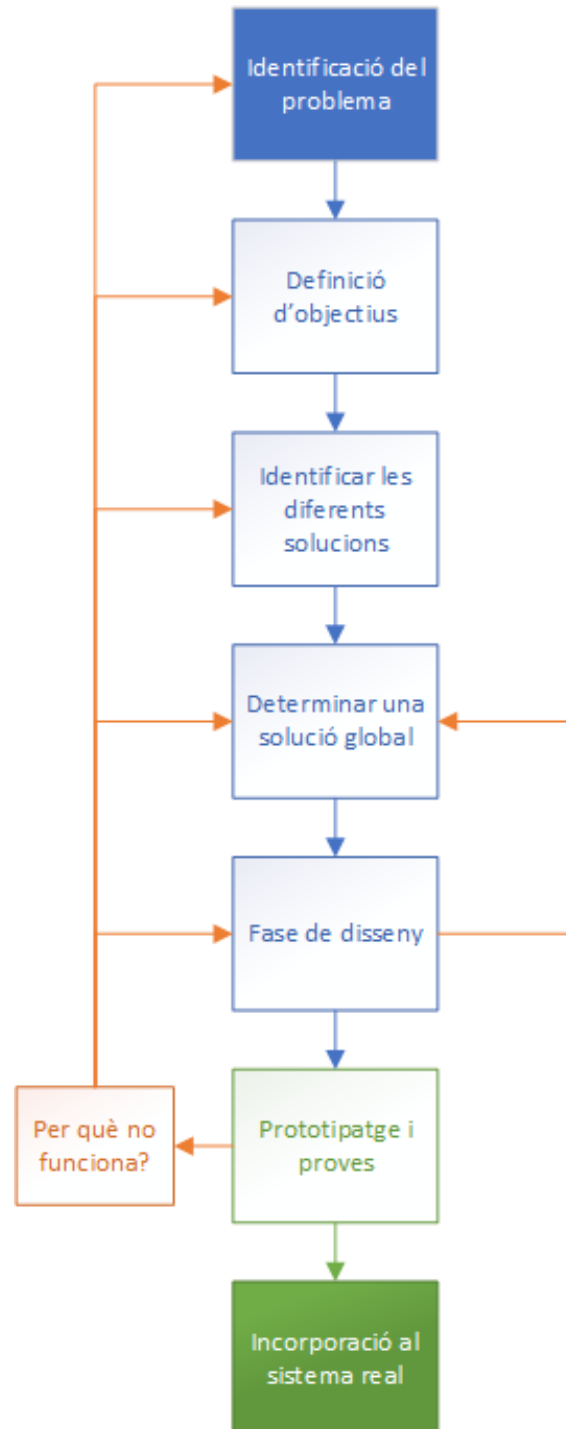 Identificació del
problema
Definició
d’objectius
Identificar les
diferents
solucions
Determinar una
solució global
Fase de disseny
Per què no
funciona?
Prototipatge i
proves
Incorporació al
sistema real